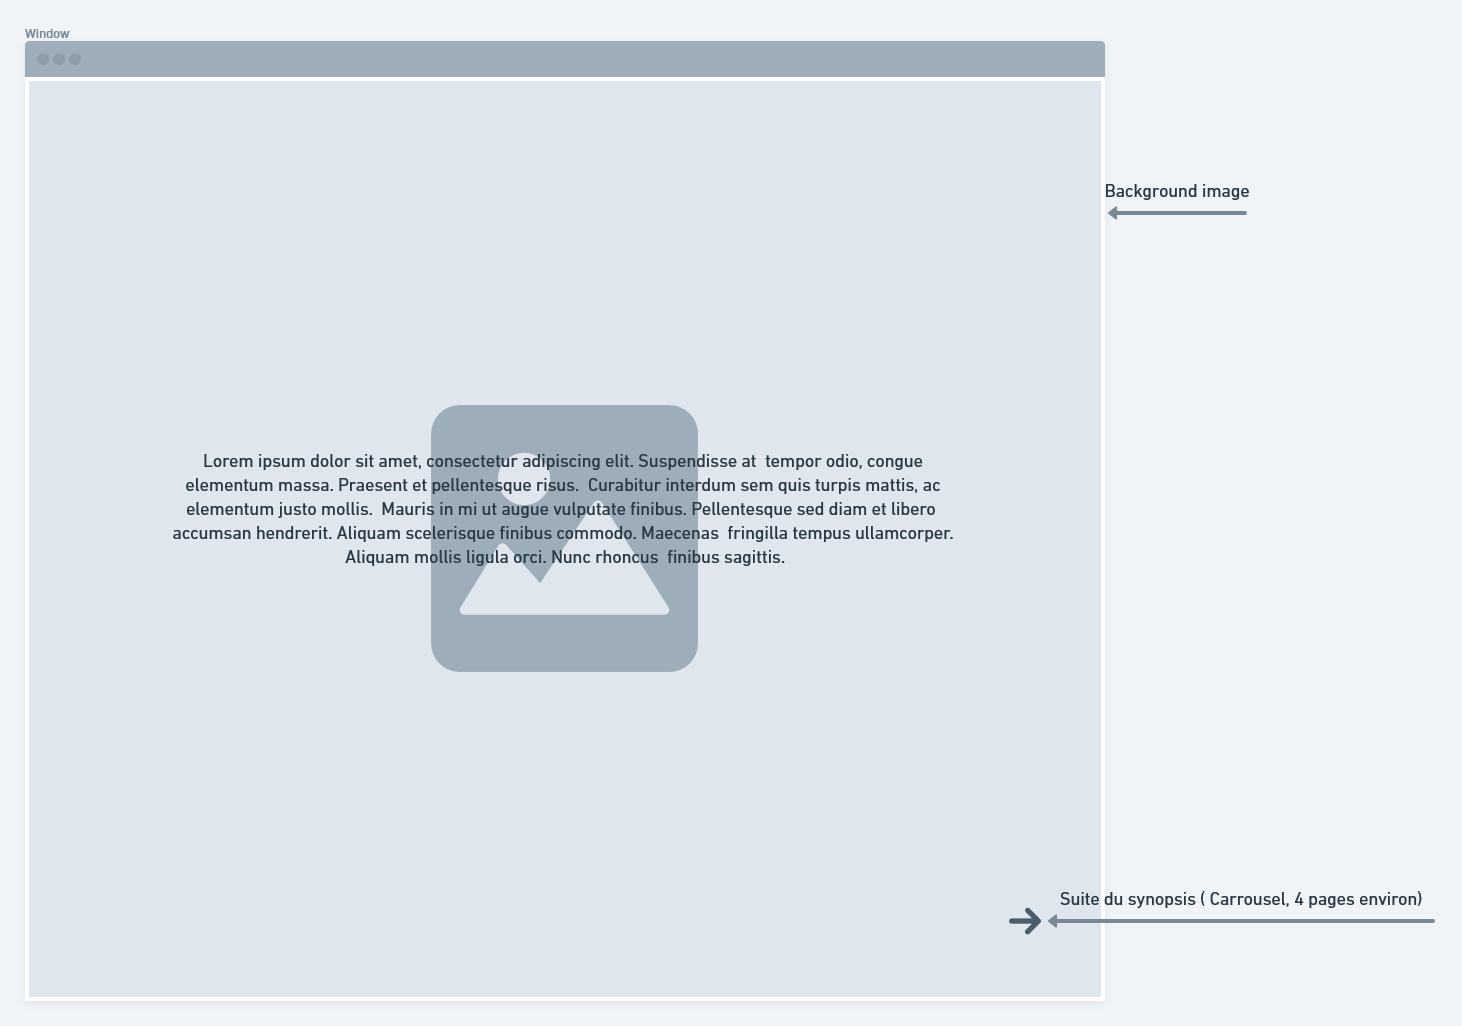 Window
Background image
Lorem ipsum dolor sit amet, consectetur adipiscing elit. Suspendisse at  tempor odio, congue
elementum massa. Praesent et pellentesque risus.  Curabitur interdum sem quis turpis mattis, ac
elementum justo mollis.  Mauris in mi ut augue vulputate finibus. Pellentesque sed diam et libero
accumsan hendrerit. Aliquam scelerisque finibus commodo. Maecenas  fringilla tempus ullamcorper.
Aliquam mollis ligula orci. Nunc rhoncus  finibus sagittis.
Suite du synopsis ( Carrousel, 4 pages environ)